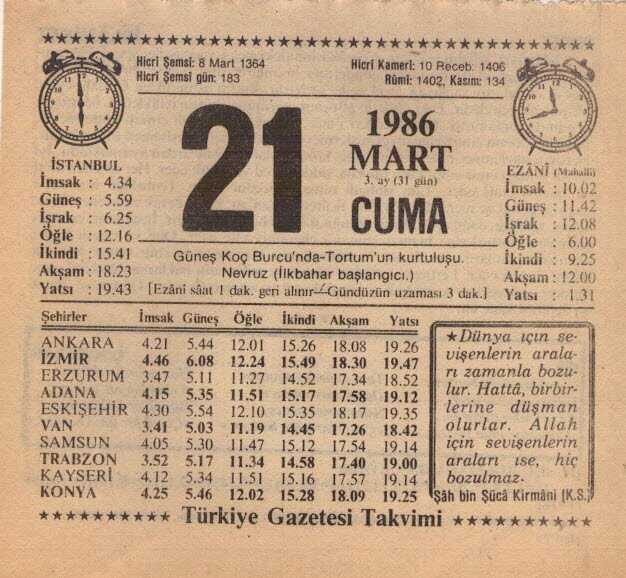 Hicrî Şemsî: 8 Mart 1364
Hicrî Şemsî gün: 183
Hicrî Kamerî: 10 Receb: 1406
Rûmî: 1402, Kasım: 134
21
1986
MART
3. ay (31 gün)
CUMA
İSTANBUL
İmsak : 4.34
Güneş : 5.59
İşrak : 6.25
Öğle : 12.16
İkindi : 15.41
Akşam : 18.23
Yatsı : 19.43
EZÂNÎ (Mahallî)
İmsak : 10.02
Güneş : 11.42
İşrak : 12.08
Öğle : 6.00
İkindi : 9.25
Akşam : 12.00
Yatsı : 1.31
Güneş Koç Burcu'nda-Tortum'un kurtuluşu.
Nevruz (İlkbahar başlangıcı.)
[Ezânî sâat 1 dak. geri alınır—Gündüzün uzaması 3 dak.]
Şehirler İmsak Güneş Öğle İkindi Akşam Yatsı
ANKARA 4.21 5.44 12.01 15.26 18.08 19.26
İZMİR 4.46 6.08 12.24 15.49 18.30 19.47
ERZURUM 3.47 5.11 11.27 14.52 17.34 18.52
ADANA 4.15 5.35 11.51 15.17 17.58 19.12
ESKİŞEHİR 4.30 5.54 12.10 15.35 18.17 19.35
VAN 3.41 5.03 11.19 14.45 17.26 18.42
SAMSUN 4.05 5.30 11.47 15.12 17.54 19.14
TRABZON 3.52 5.17 11.34 14.58 17.40 19.00
KAYSERİ 4.12 5.34 11.51 15.16 17.57 19.14
KONYA 4.25 5.46 12.02 15.28 18.09 19.25
★Dünya için se-
vişenlerin arala-
rı zamanla bozu-
lur. Hattâ, birbir-
lerine düşman
olurlar. Allah
için sevişenlerin
araları ise, hiç
bozulmaz.
Şâh bin Şücâ Kirmânî (K.S.)
Türkiye Gazetesi Takvimi